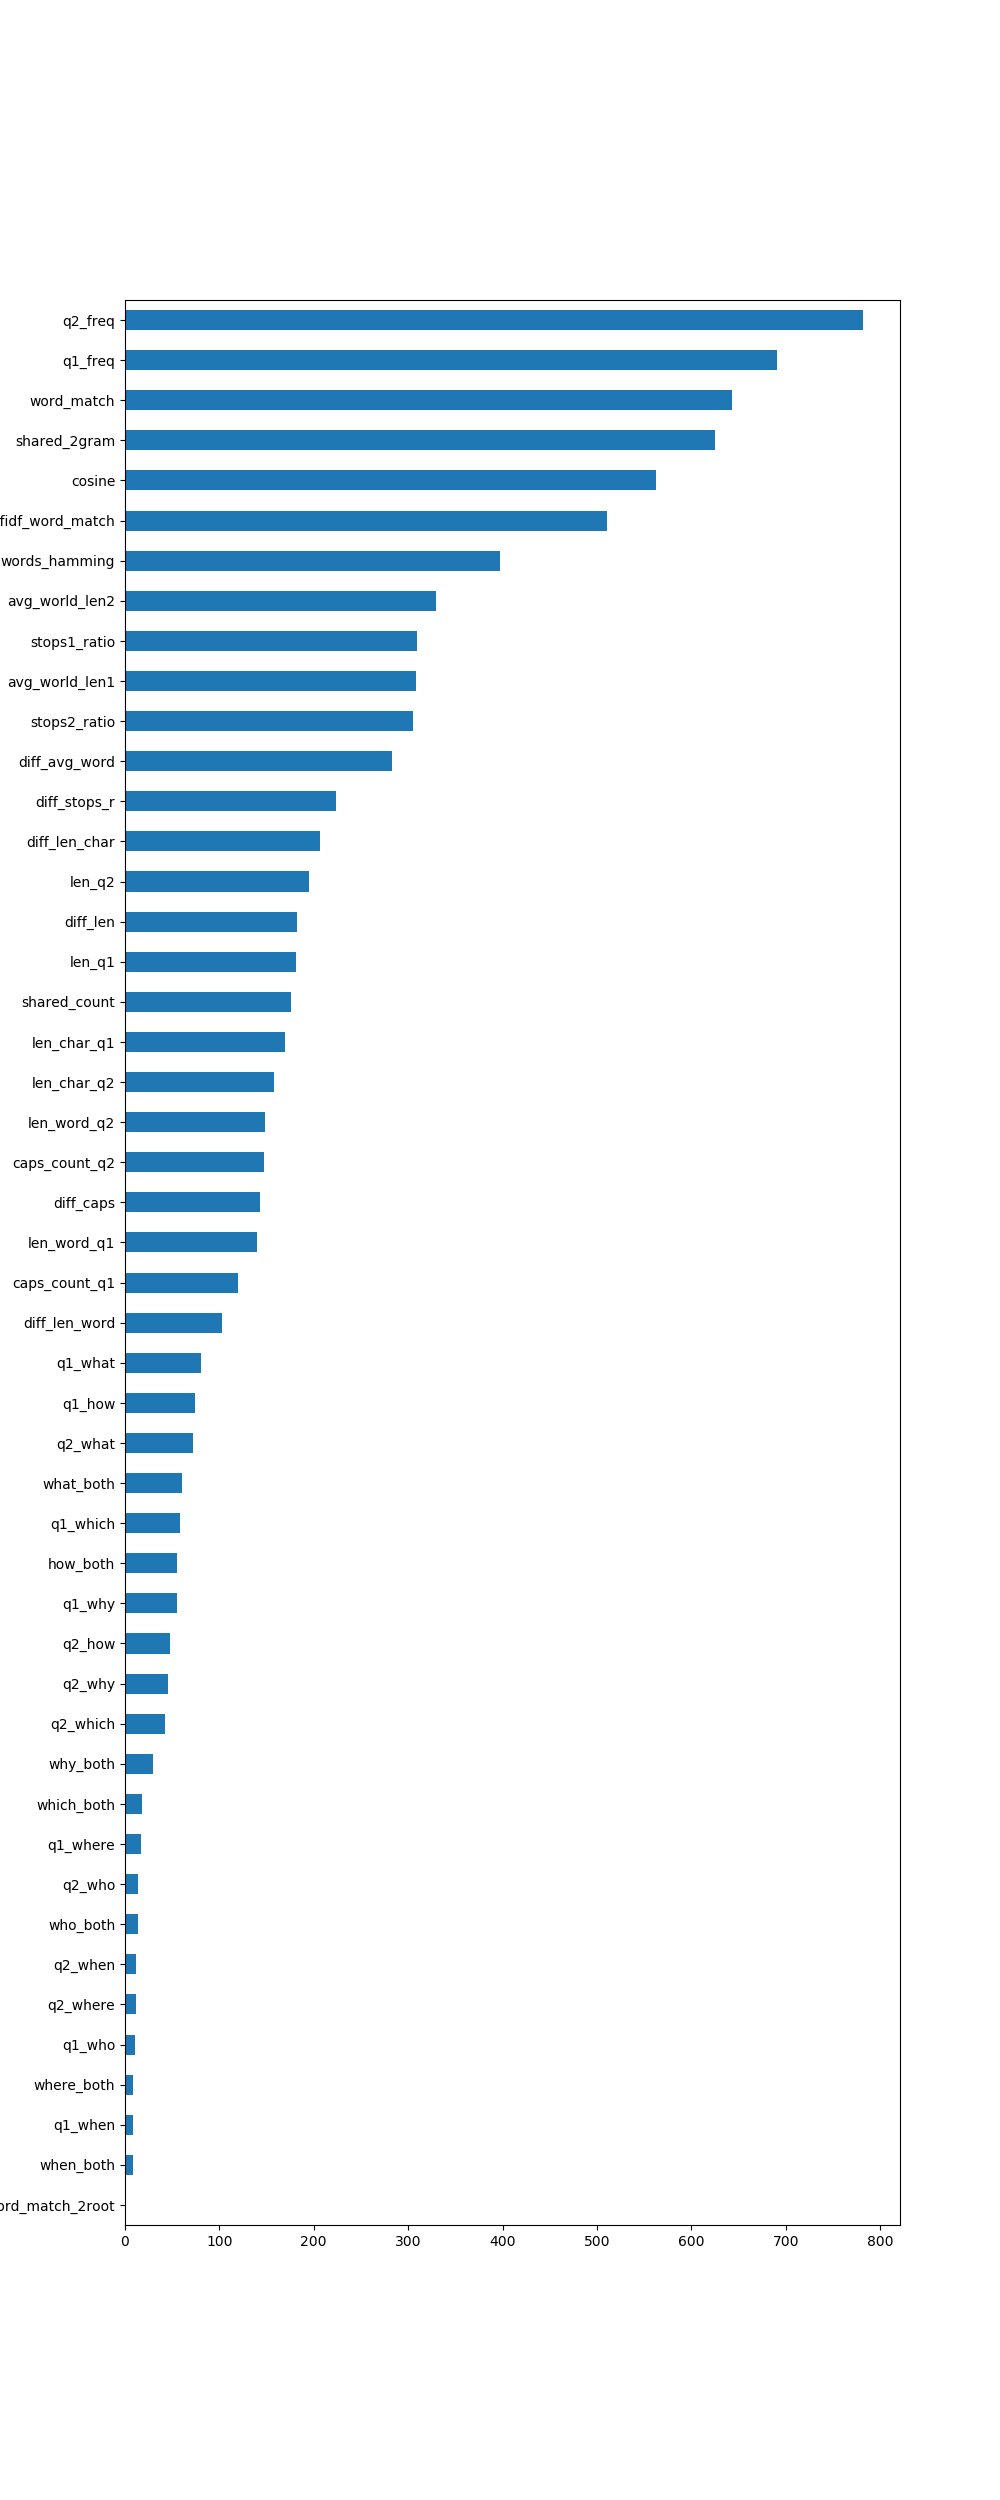 q2_freq
q1_freq
word_match
shared_2gram
cosine
fidf_word_match
words_hamming
avg_world_len2
stops1_ratio
avg_world_len1
stops2_ratio
diff_avg_word
diff_stops_r
diff_len_char
len_q2
diff_len
len_q1
shared_count
len_char_q1
len_char_q2
len_word_q2
caps_count_q2
diff_caps
len_word_q1
caps_count_q1
diff_len_word
q1_what
q1_how
q2_what
what_both
q1_which
how_both
q1_why
q2_how
q2_why
q2_which
why_both
which_both
q1_where
q2_who
who_both
q2_when
q2_where
q1_who
where_both
q1_when
when_both
ord_match_2root
0 100 200 300 400 500 600 700 800